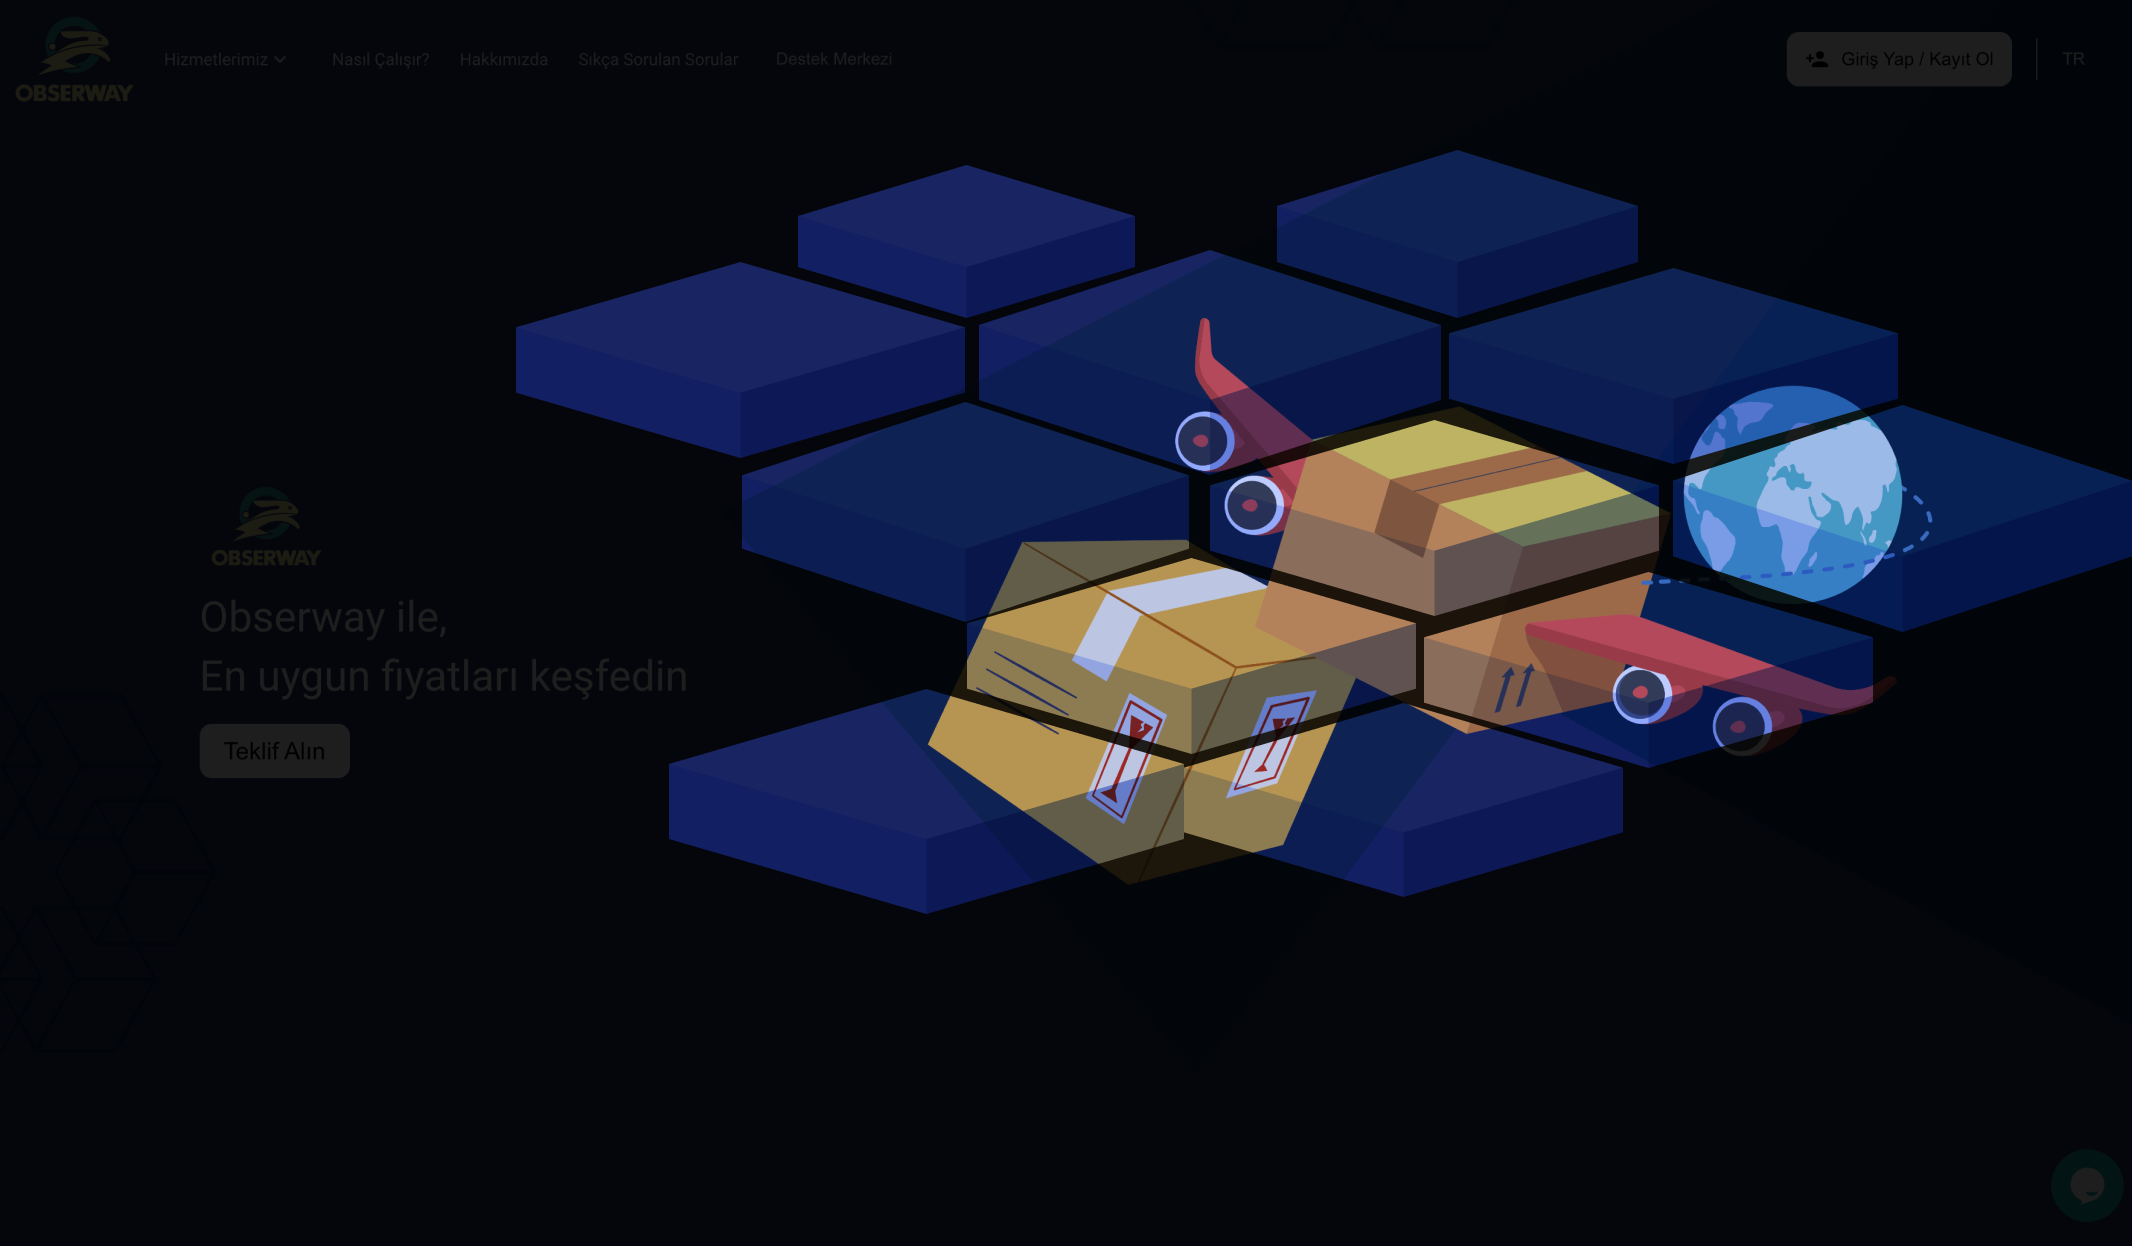 OBSERWAY
Hizmetlerimiz
Nasıl Çalışır?
Hakkımızda
Sıkça Sorulan Sorular
Destek Merkezi
Giriş Yap / Kayıt Ol
TR
OBSERWAY
Obserway ile,
En uygun fiyatları keşfedin
Teklif Alın